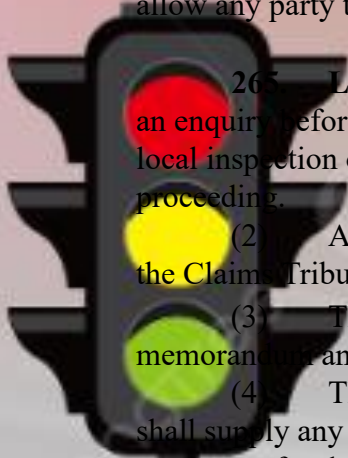 allow any party t
265. L
an enquiry befor
local inspection
proceeding.
(2 A
the Claims Tribu
(3) T
memorandum an
(4 T
shall supply any